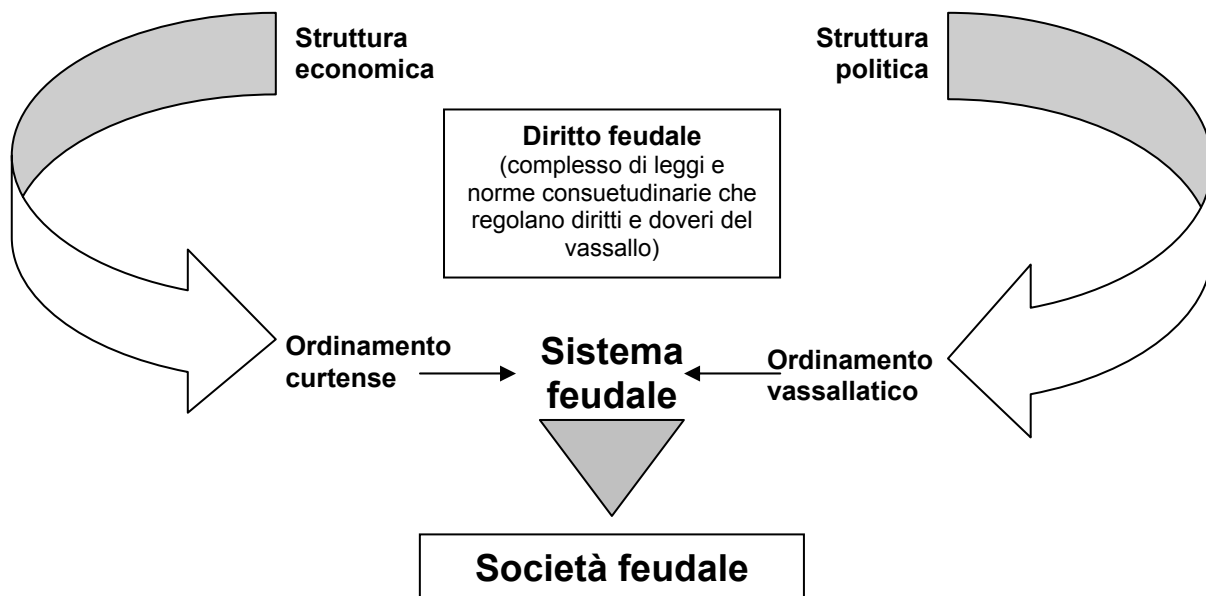 Struttura
economica
Struttura
politica
Diritto feudale
(complesso di leggi e
norme consuetudinarie che
regolano diritti e doveri del
vassallo)
Ordinamento
curtense
Sistema
feudale
Ordinamento
vassallatico
Società feudale